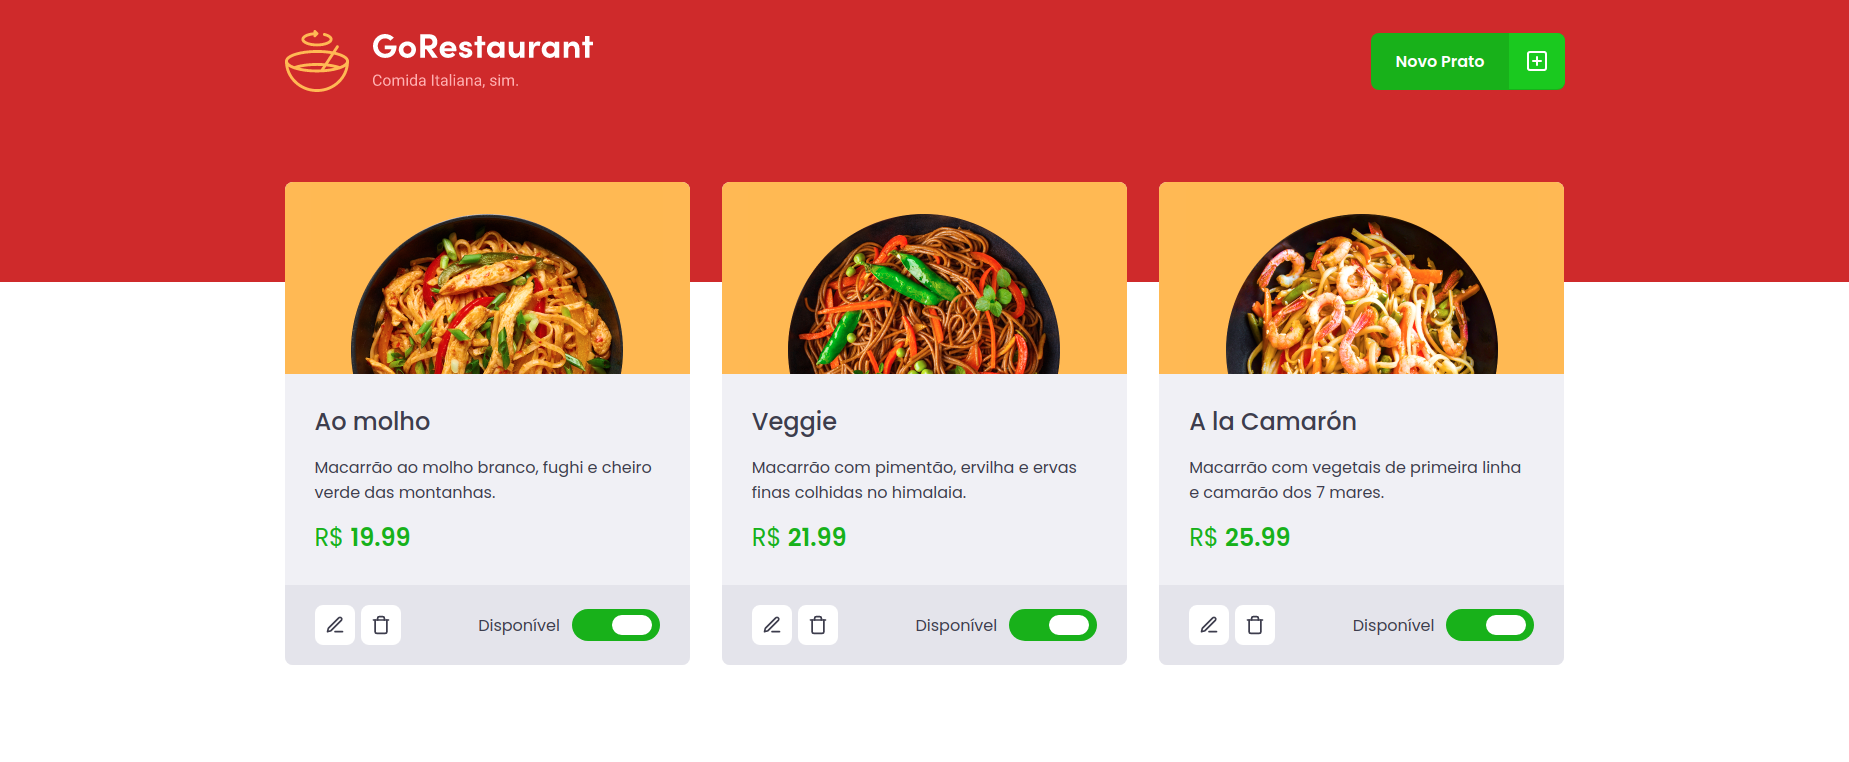 GoRestaurant
Comida Italiana, sim.
Novo Prato
Ao molho
Macarrão ao molho branco, fughi e cheiro
verde das montanhas.
R$ 19.99
Disponível
Veggie
Macarrão com pimentão, ervilha e ervas
finas colhidas no himalaia.
R$ 21.99
Disponível
A la Camarón
Macarrão com vegetais de primeira linha
e camarão dos 7 mares.
R$ 25.99
Disponível